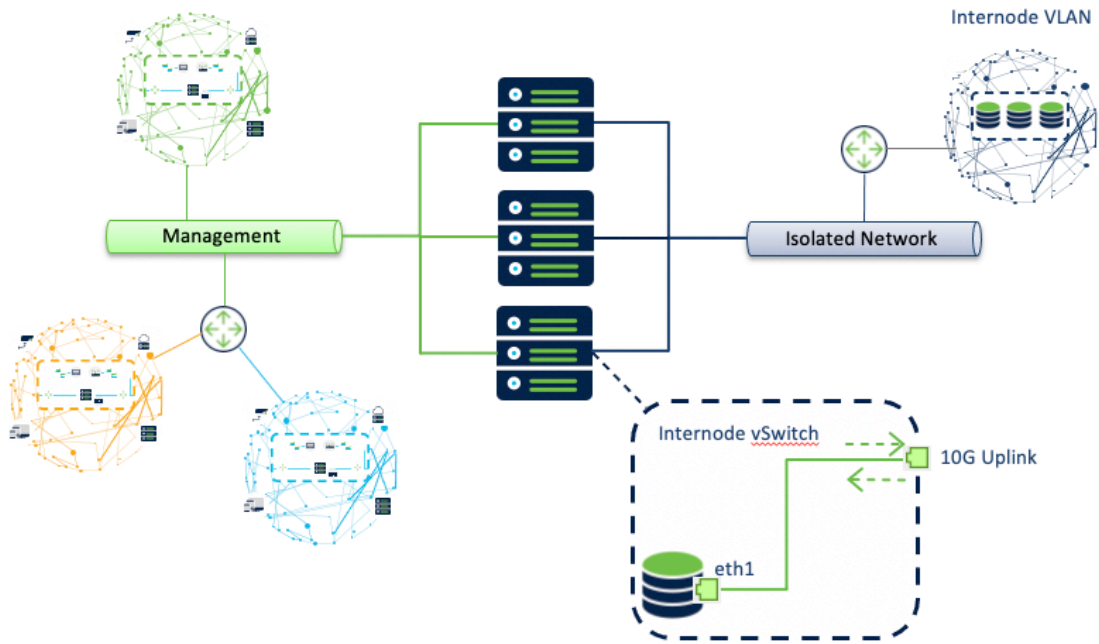 Internode VLAN
Management
Isolated Network
Internode vSwitch
10G Uplink
eth1